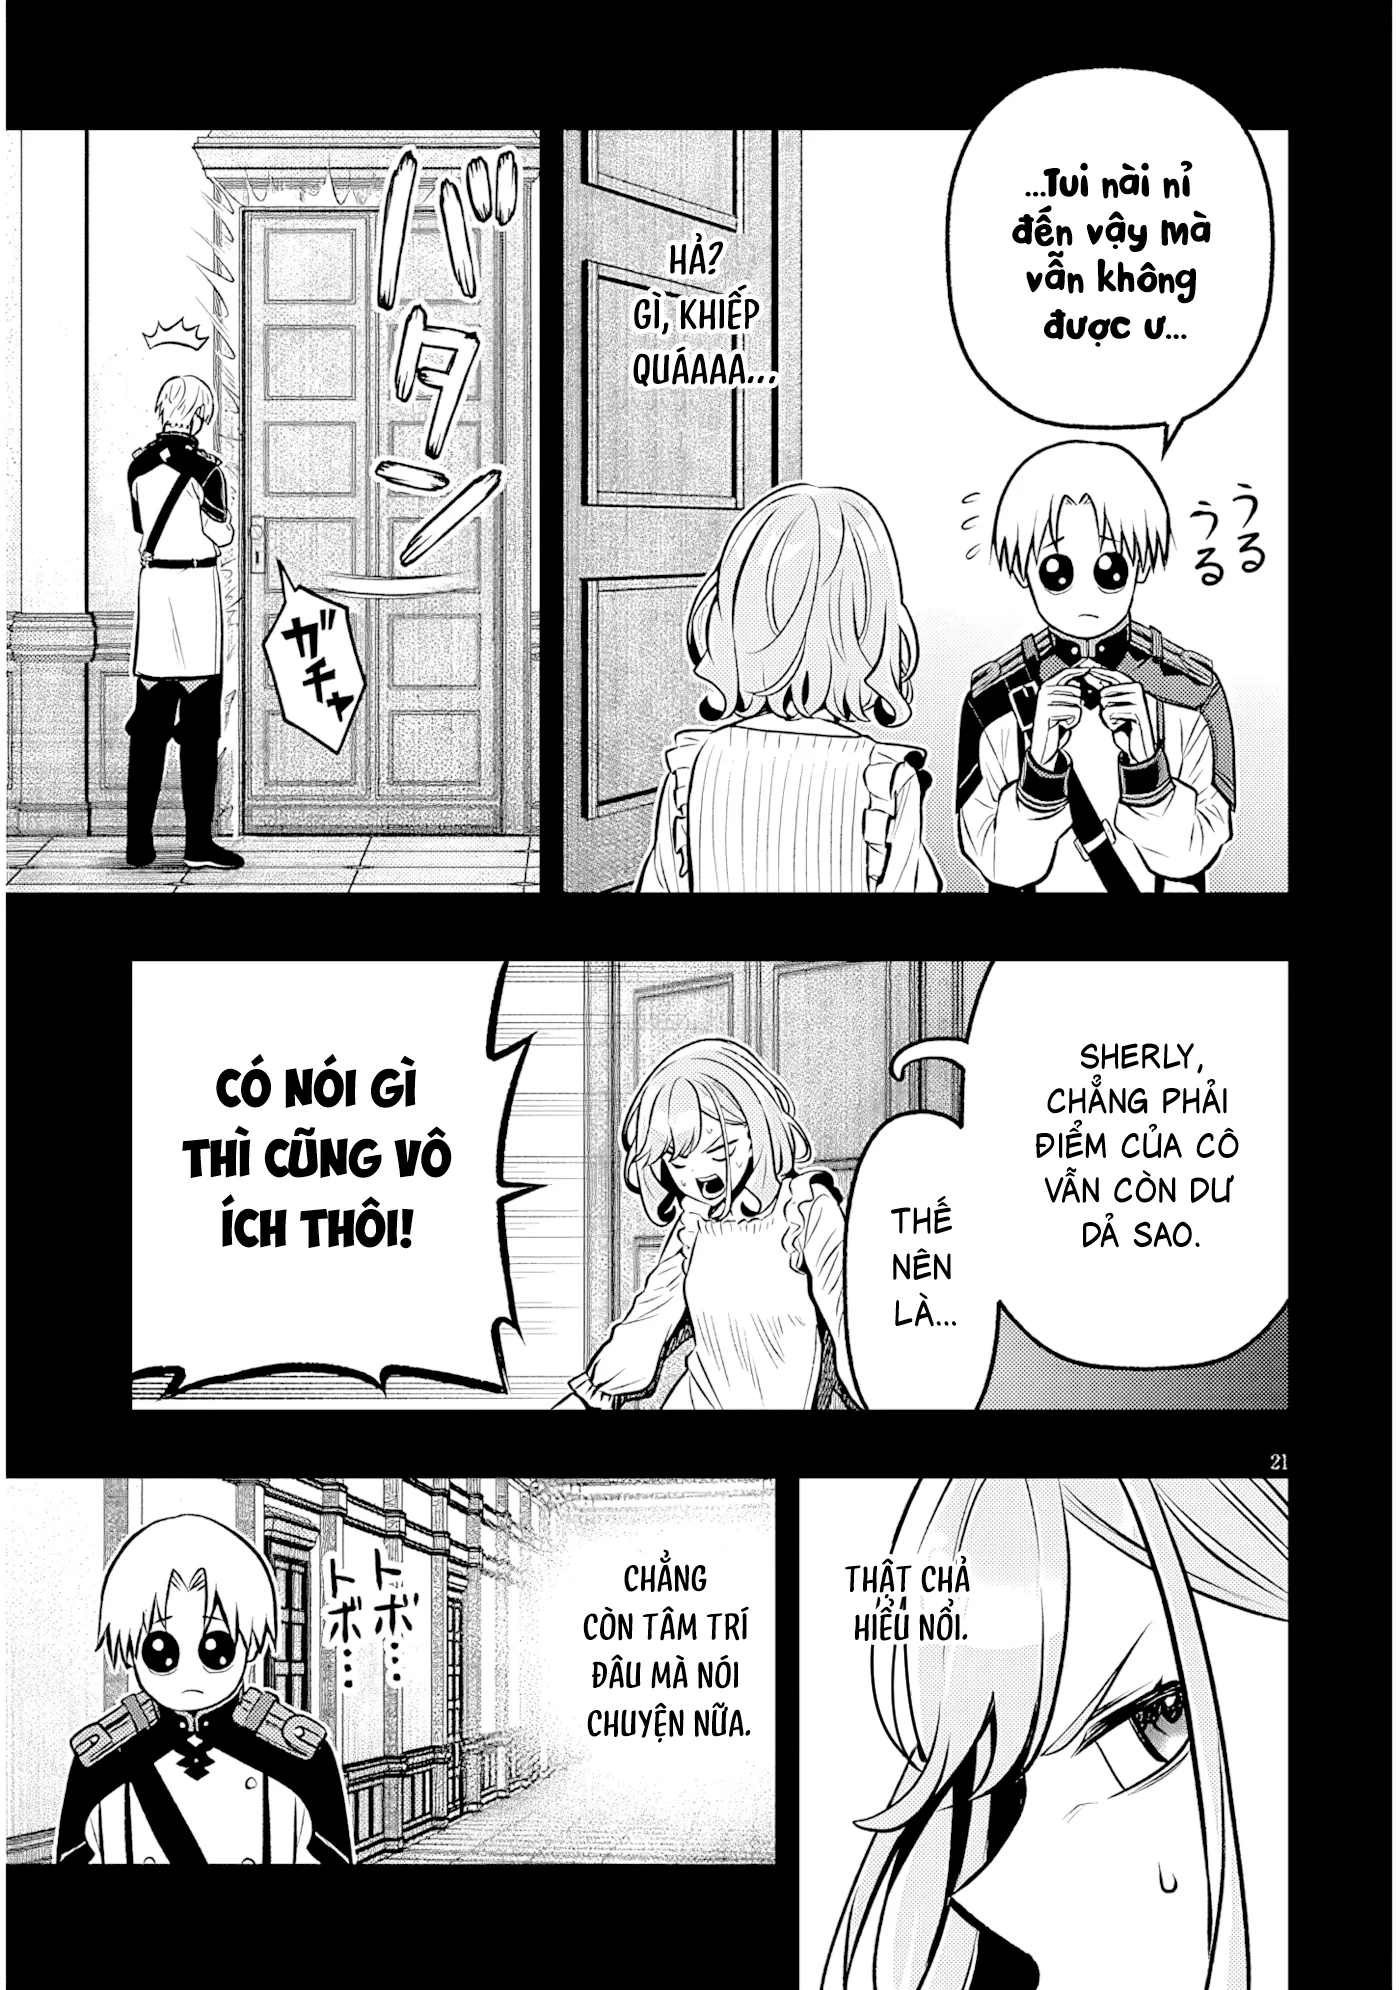 ...Tui nài nỉ
đến vậy mà
vẫn không
được ư...
うる
うる
HẢ?
GÌ, KHIẾP
QUÁAAA...
バタン
ガチャ
SHERLY,
CHẲNG PHẢI
ĐIỂM CỦA CÔ
VẪN CÒN DƯ
DẢ SAO.
THẾ
NÊN
LÀ...
CÓ NÓI GÌ
THÌ CŨNG VÔ
ÍCH THÔI!
21
THẬT CHẢ
HIỂU NỔI.
CHẲNG
CÒN TÂM TRÍ
ĐÂU MÀ NÓI
CHUYỆN NỮA.
トボ…
トボ…